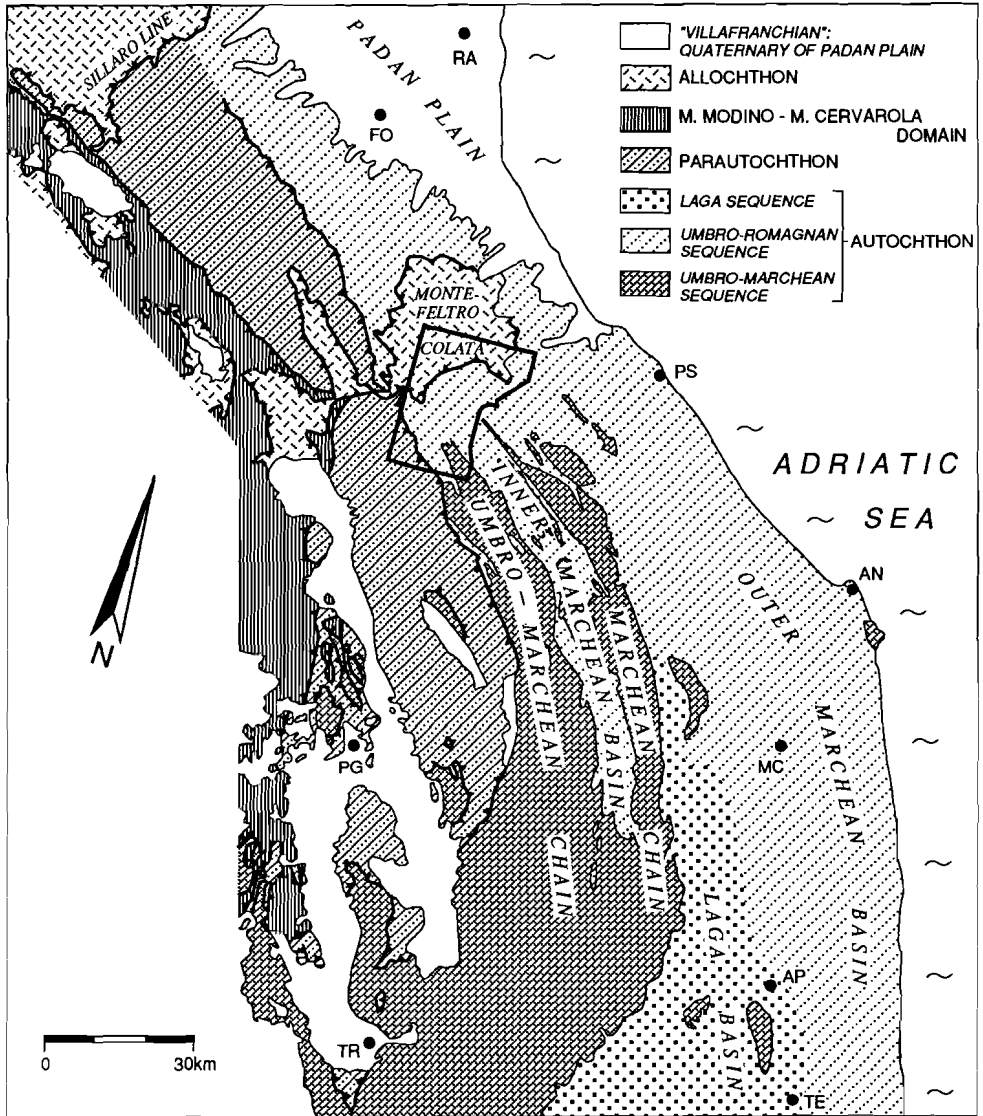 SILLARO LINE
PADAN PLAIN
RA
FO
"VILLAFRANCHIAN":
QUATERNARY OF PADAN PLAIN
ALLOCHTHON
M. MODINO - M. CERVAROLA
DOMAIN
PARAUTOCHTHON
LAGA SEQUENCE
UMBRO-ROMAGNAN
SEQUENCE
AUTOCHTHON
UMBRO-MARCHEAN
SEQUENCE
MONTE-
FELTRO
COLATA
PS
ADRIATIC
SEA
AN
N
UMBRO - MARCHEAN CHAIN
INNER MARCHEAN BASIN
MARCHEAN CHAIN
OUTER MARCHEAN BASIN
PG
MC
LAGA BASIN
AP
TR
TE
0 30km